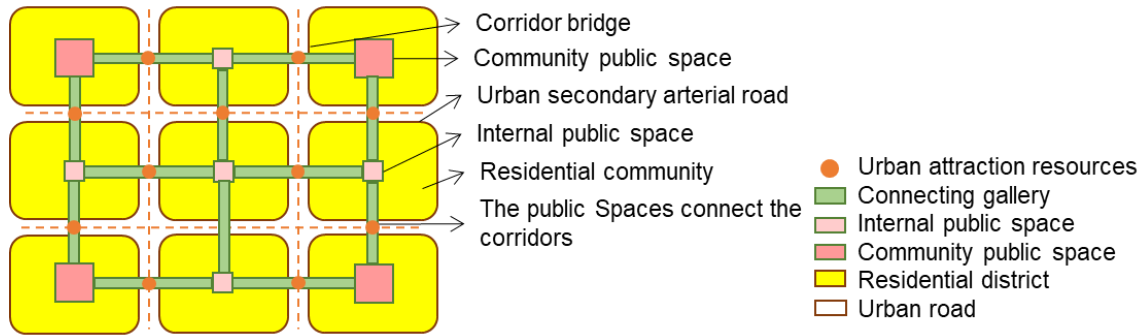 Corridor bridge
Community public space
Urban secondary arterial road
Internal public space
Residential community
The public Spaces connect the
corridors
Urban attraction resources
Connecting gallery
Internal public space
Community public space
Residential district
Urban road